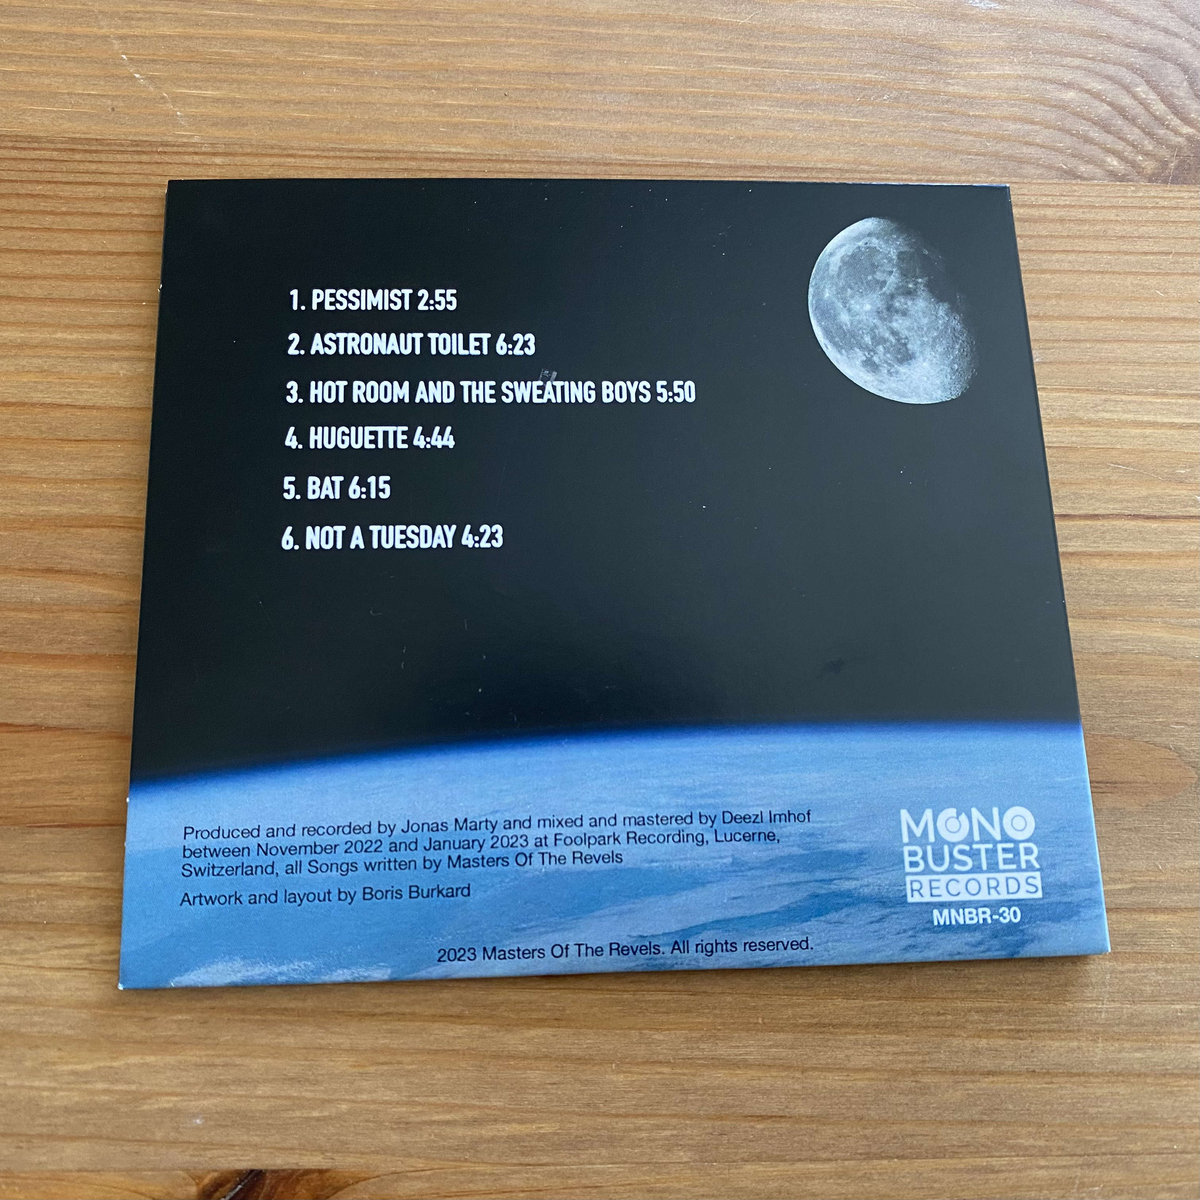 1. PESSIMIST 2:55
2. ASTRONAUT TOILET 6:23
3. HOT ROOM AND THE SWEATING BOYS 5:50
4. HUGUETTE 4:44
5. BAT 6:15
6. NOT A TUESDAY 4:23
Produced and recorded by Jonas Marty and mixed and mastered by Deezl Imhof
between November 2022 and January 2023 at Foolpark Recording, Lucerne,
Switzerland, all Songs written by Masters Of The Revels
Artwork and layout by Boris Burkard
2023 Masters Of The Revels. All rights reserved.
MONO
BUSTER
RECORDS
MNBR-30